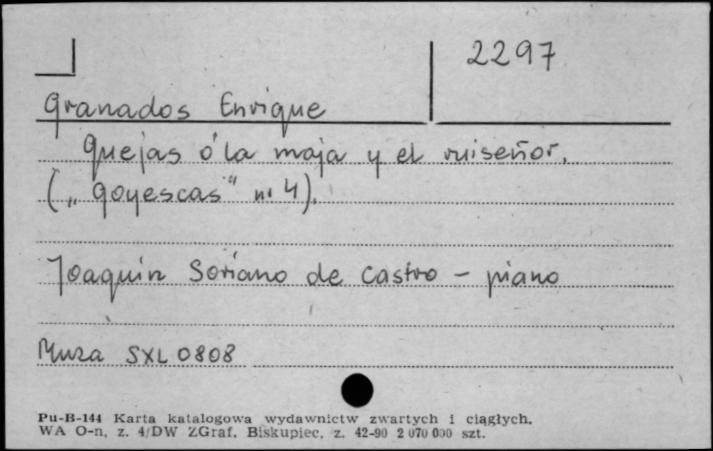 2297
Granados Enrique
Quejas ó la maja y el ruiseñor.
(„Goyescas" nr 4).
Joaquin Soriano de Castro – piano
Muza SXL 0808
Pu-B-144 Karta katalogowa wydawnictw zwartych i ciągłych.
WA O-n, z. 4/DW ZGraf. Biskupiec, z. 42-90 2 070 000 szt.